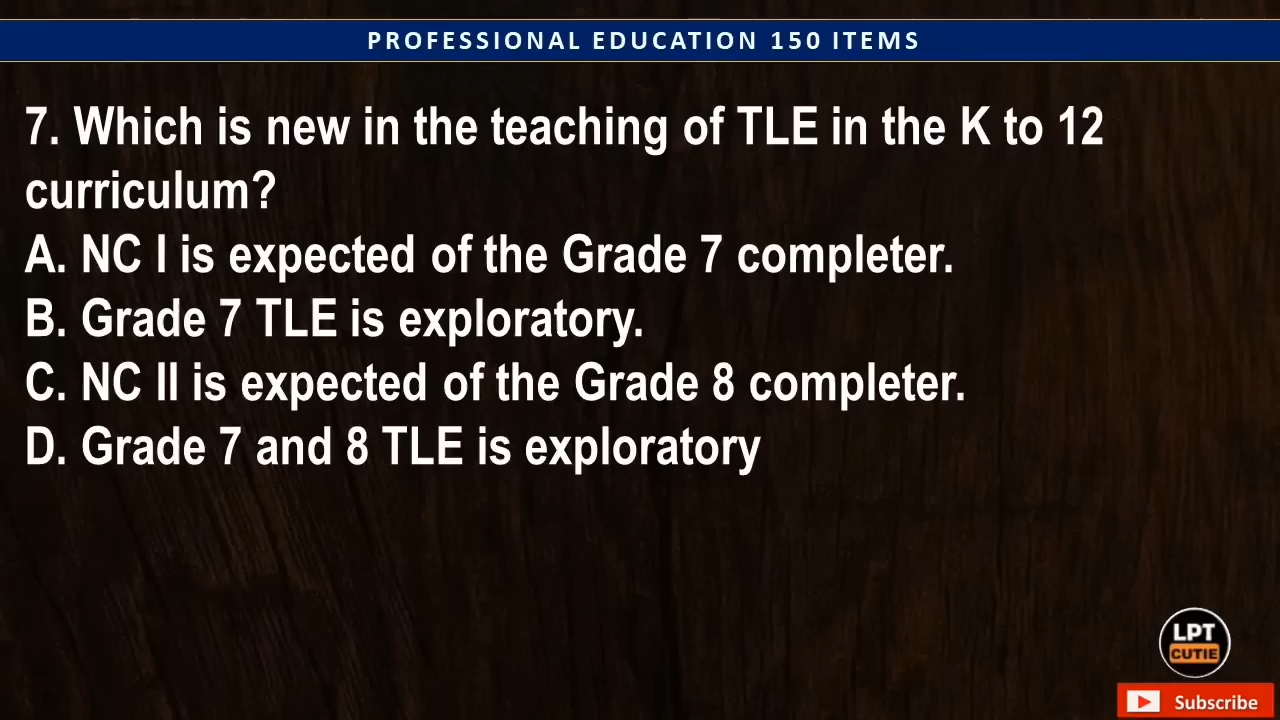 PROFESSIONAL EDUCATION 150 ITEMS
7. Which is new in the teaching of TLE in the K to 12
curriculum?
A. NC I is expected of the Grade 7 completer.
B. Grade 7 TLE is exploratory.
C. NC II is expected of the Grade 8 completer.
D. Grade 7 and 8 TLE is exploratory
LPT
CUTIE
Subscribe